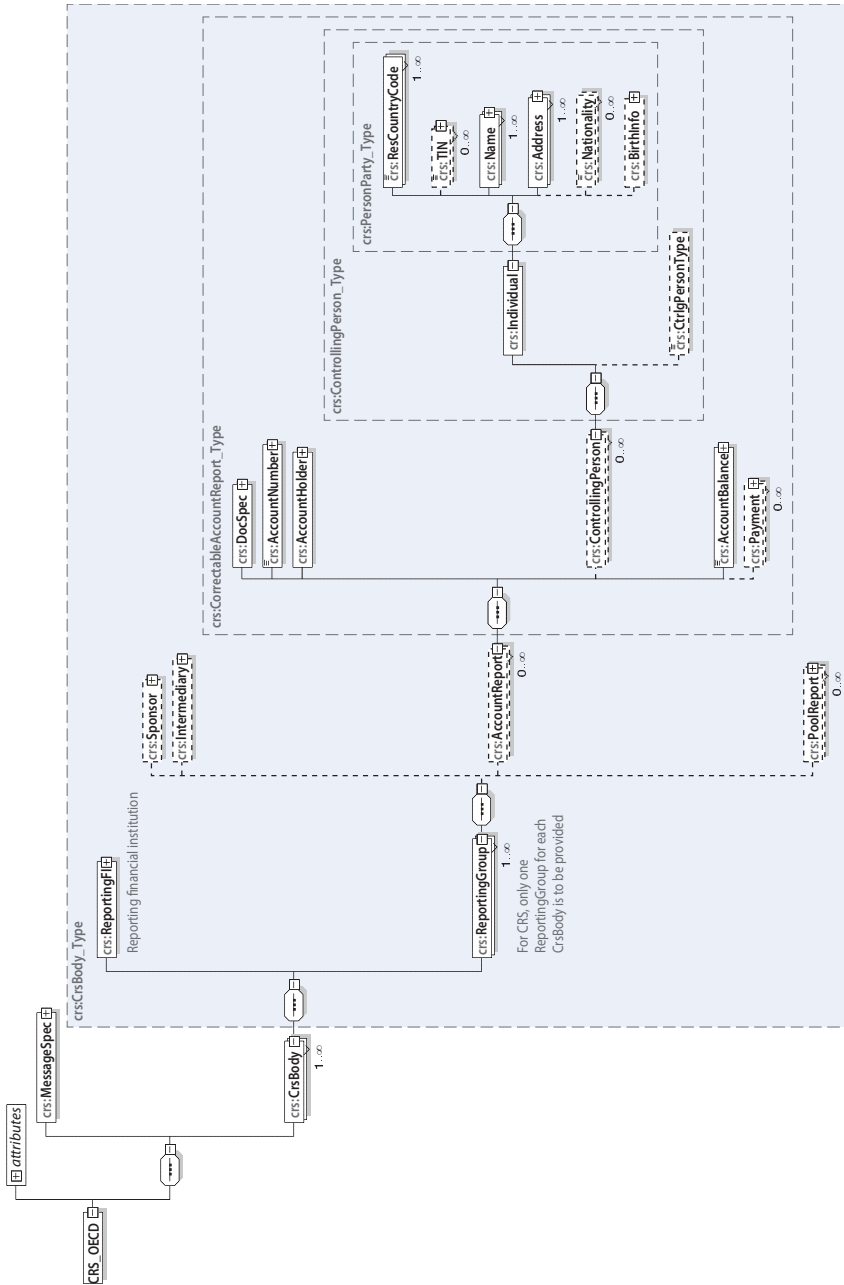 CRS_OECD
attributes
crs:MessageSpec
crs:CrsBody
1..∞
crs:CrsBody_Type
crs:ReportingFI
Reporting financial institution
crs:ReportingGroup
1..∞
For CRS, only one
ReportingGroup for each
CrsBody is to be provided
crs:Sponsor
crs:Intermediary
crs:AccountReport
0..∞
crs:PoolReport
0..∞
crs:CorrectableAccountReport_Type
crs:DocSpec
crs:AccountNumber
crs:AccountHolder
crs:ControllingPerson
0..∞
crs:AccountBalance
crs:Payment
0..∞
crs:ControllingPerson_Type
crs:Individual
crs:CtrlgPersonType
crs:PersonParty_Type
crs:ResCountryCode
1..∞
crs:TIN
0..∞
crs:Name
1..∞
crs:Address
1..∞
crs:Nationality
0..∞
crs:BirthInfo